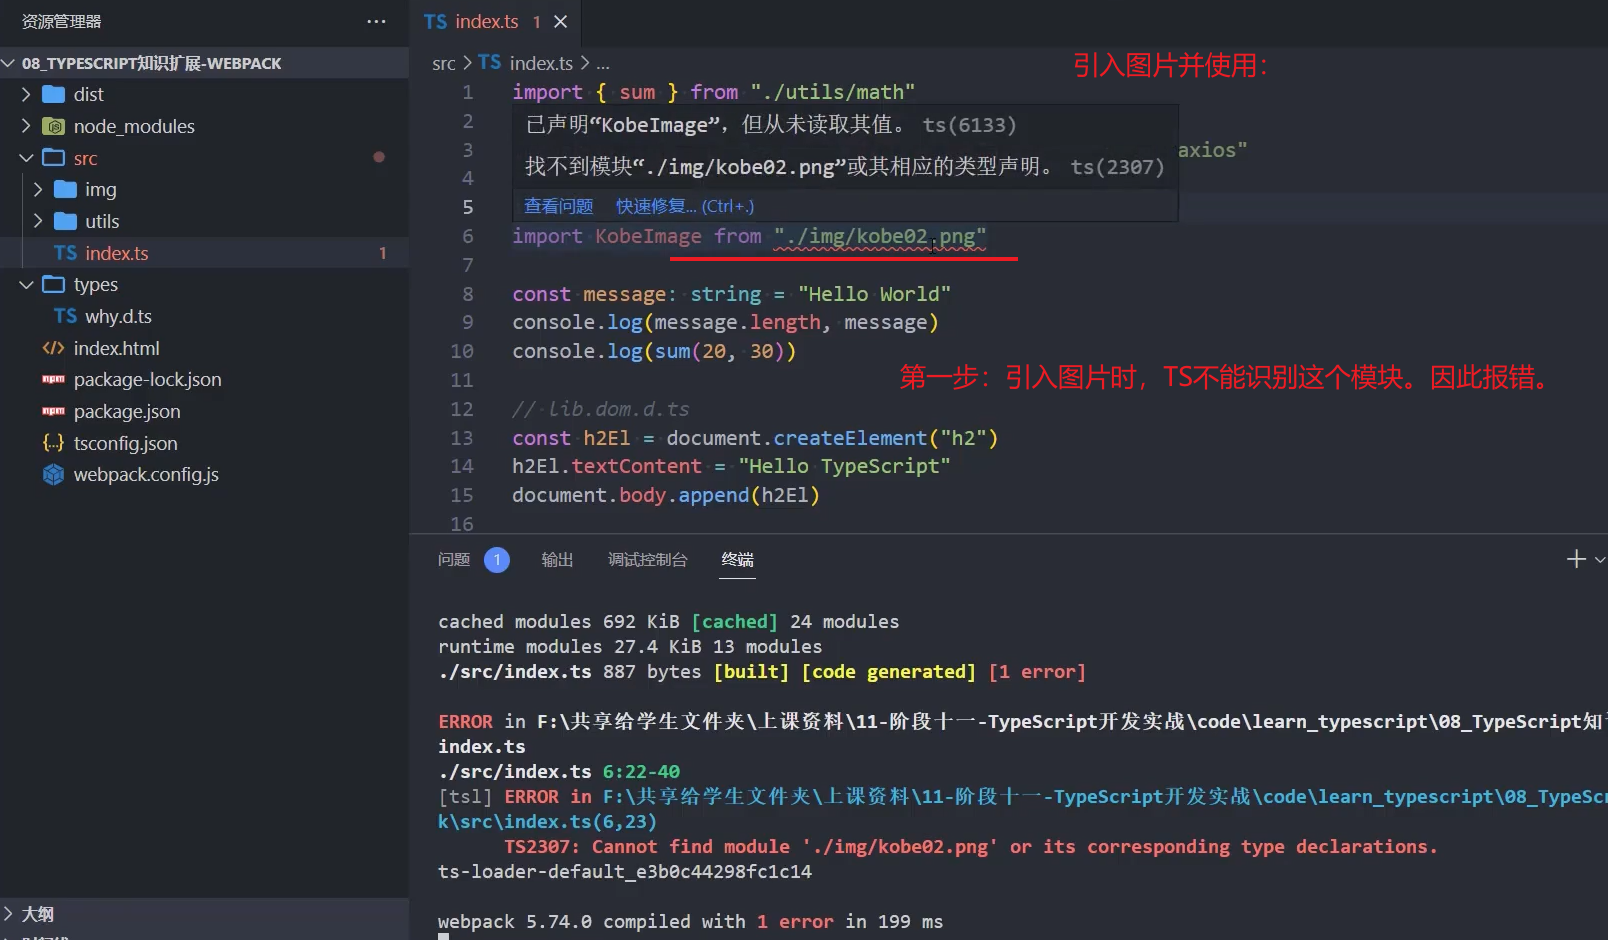 资源管理器
···
TS index.ts 1 ×
08_TYPESCRIPT知识扩展-WEBPACK
dist
node_modules
src
img
utils
TS index.ts 1
types
TS why.d.ts
index.html
npm package-lock.json
npm package.json
{..} tsconfig.json
webpack.config.js
大纲
src > TS index.ts > ...
引入图片并使用：
1 import { sum } from "./utils/math"
2 已声明“KobeImage”，但从未读取其值。 ts(6133)
3 axios"
4 找不到模块“./img/kobe02.png”或其相应的类型声明。 ts(2307)
5 查看问题 快速修复... (Ctrl+.)
6 import KobeImage from "./img/kobe02.png"
7
8 const message: string = "Hello World"
9 console.log(message.length, message)
10 console.log(sum(20, 30))
11
第一步：引入图片时，TS不能识别这个模块。因此报错。
12 // lib.dom.d.ts
13 const h2El = document.createElement("h2")
14 h2El.textContent = "Hello TypeScript"
15 document.body.append(h2El)
16
问题 1 输出 调试控制台 终端
cached modules 692 KiB [cached] 24 modules
runtime modules 27.4 KiB 13 modules
./src/index.ts 887 bytes [built] [code generated] [1 error]
ERROR in F:\共享给学生文件夹\上课资料\11-阶段十一-TypeScript开发实战\code\learn_typescript\08_TypeScript知
index.ts
./src/index.ts 6:22-40
[tsl] ERROR in F:\共享给学生文件夹\上课资料\11-阶段十一-TypeScript开发实战\code\learn_typescript\08_TypeSc
k\src\index.ts(6,23)
TS2307: Cannot find module './img/kobe02.png' or its corresponding type declarations.
ts-loader-default_e3b0c44298fc1c14
webpack 5.74.0 compiled with 1 error in 199 ms